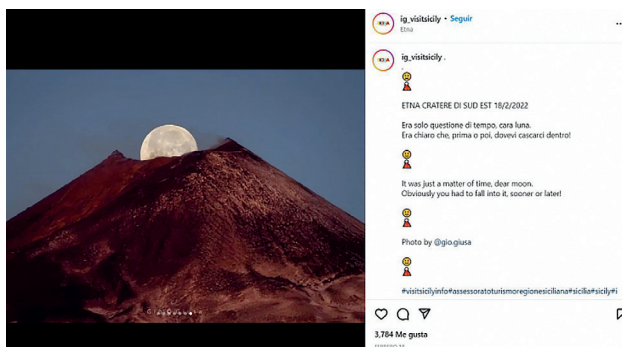 ig_visitsicily • Seguir
Etna
ig_visitsicily .
.
ETNA CRATERE DI SUD EST 18/2/2022
Era solo questione di tempo, cara luna.
Era chiaro che, prima o poi, dovevi cascarci dentro!
It was just a matter of time, dear moon.
Obviously you had to fall into it, sooner or later!
Photo by @gio.giusa
#visitsicilyinfo#assessoratoturismoregionesiciliana#sicilia#sicily#i
3,784 Me gusta